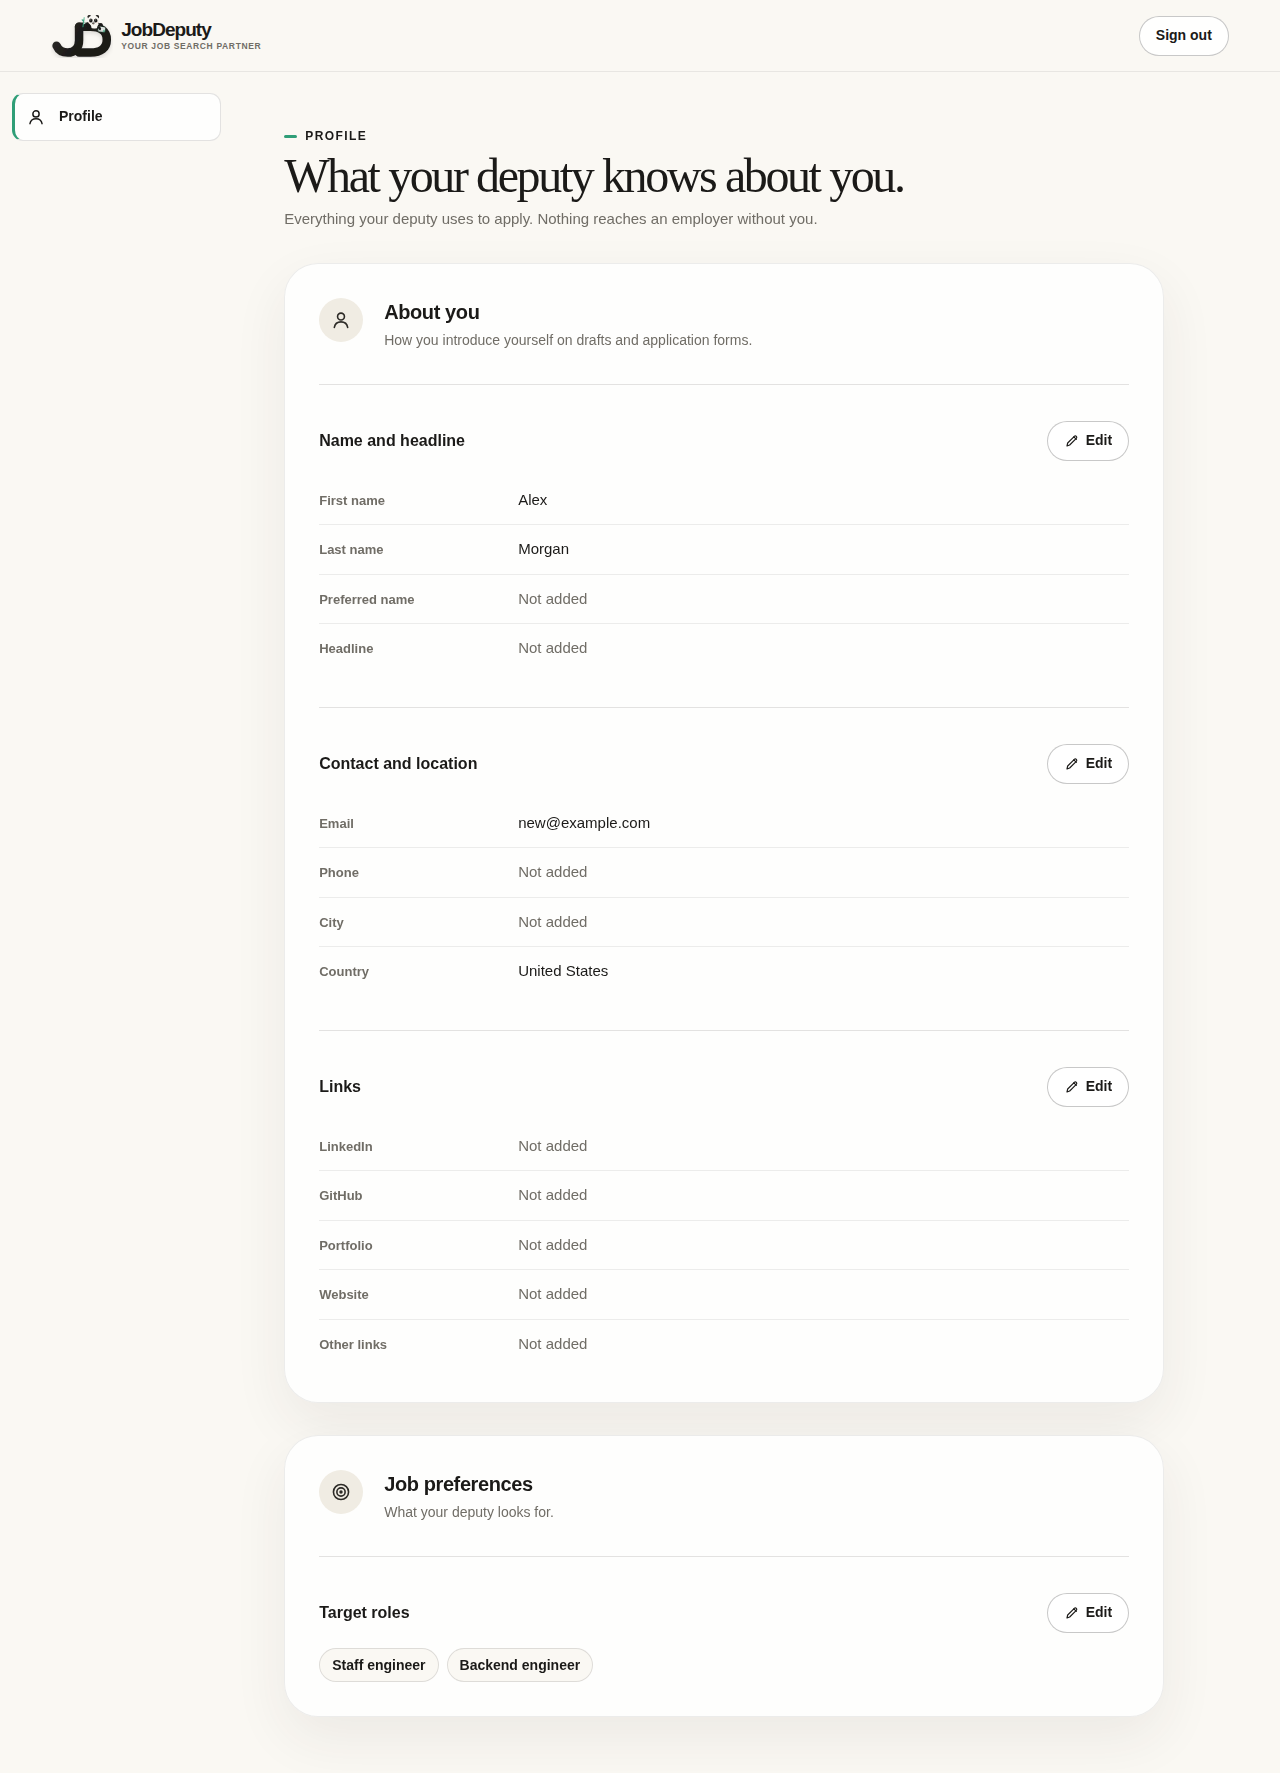 JobDeputy
YOUR JOB SEARCH PARTNER
Sign out
Profile
PROFILE
What your deputy knows about you.
Everything your deputy uses to apply. Nothing reaches an employer without you.
About you
How you introduce yourself on drafts and application forms.
Name and headline
Edit
First name Alex
Last name Morgan
Preferred name Not added
Headline Not added
Contact and location
Edit
Email new@example.com
Phone Not added
City Not added
Country United States
Links
Edit
LinkedIn Not added
GitHub Not added
Portfolio Not added
Website Not added
Other links Not added
Job preferences
What your deputy looks for.
Target roles
Edit
Staff engineer Backend engineer